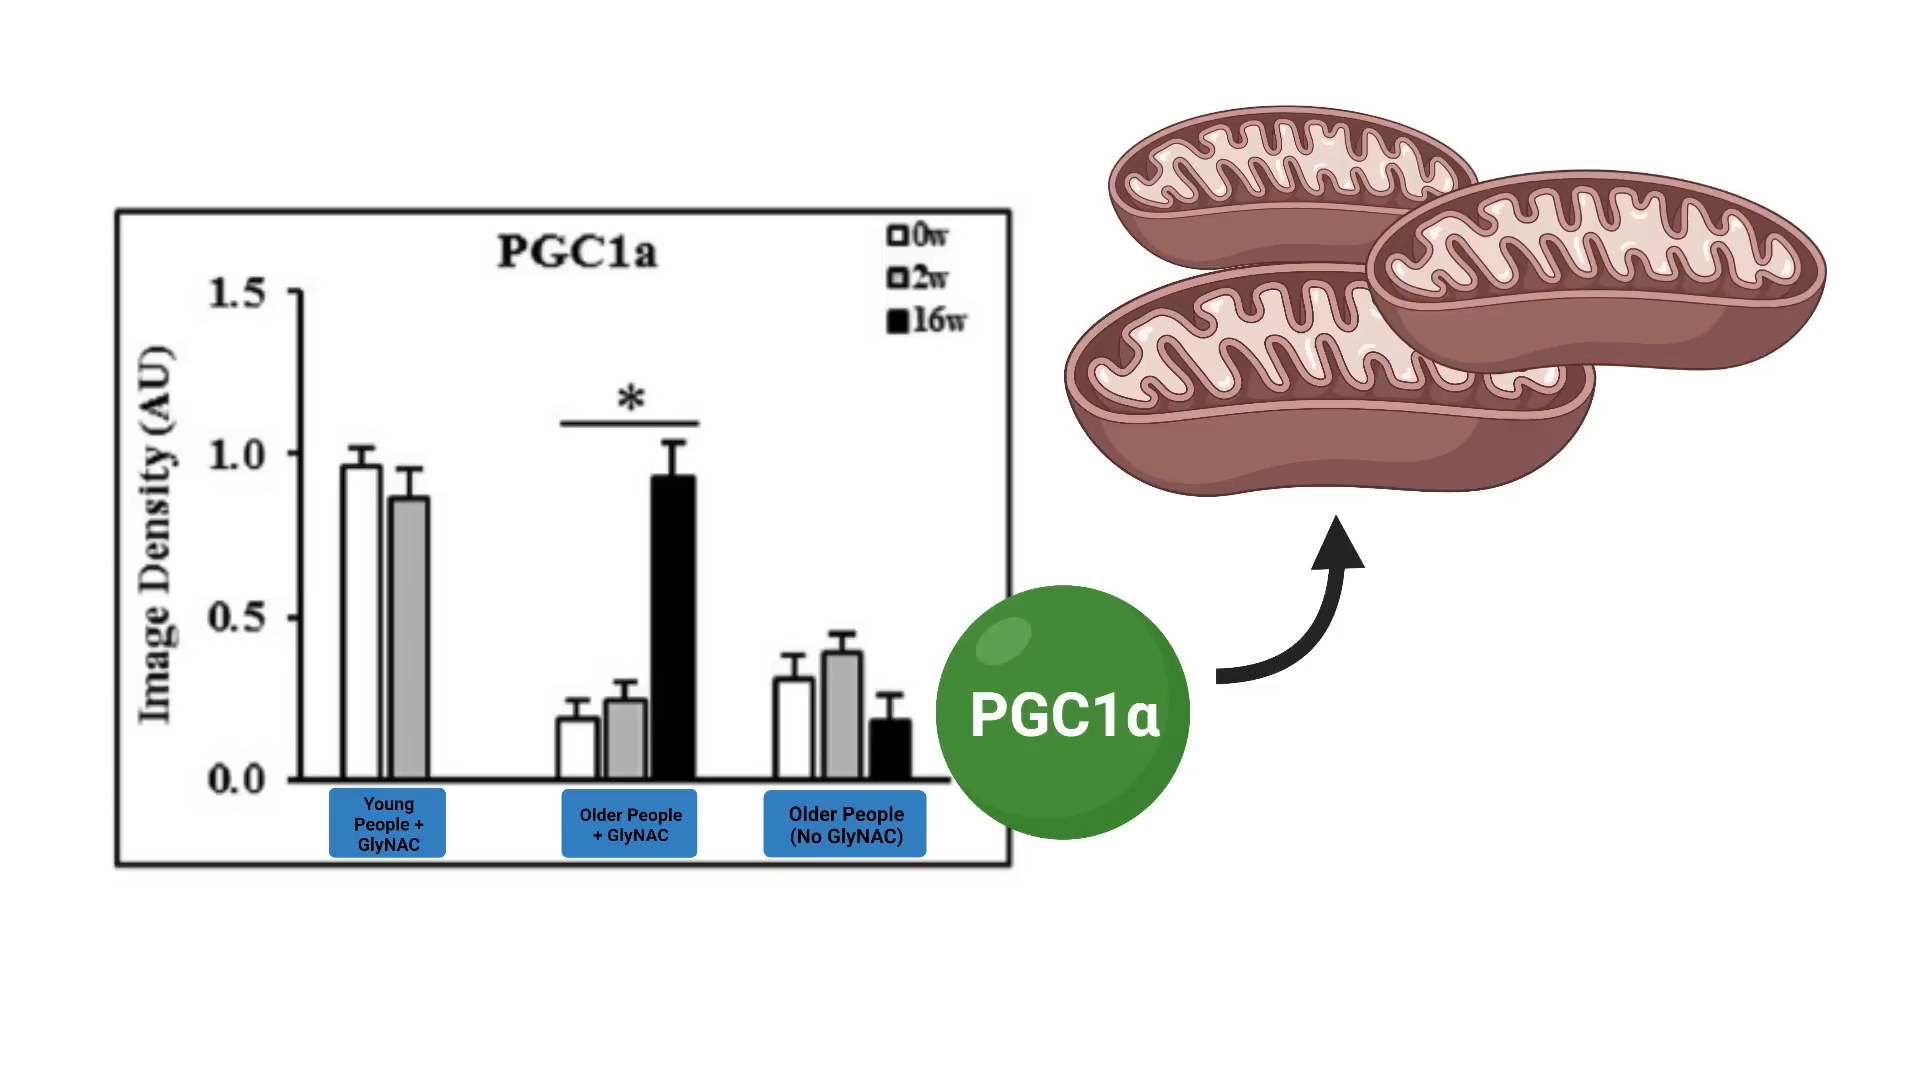 PGC1a
0w
2w
16w
1.5
1.0
0.5
0.0
Image Density (AU)
*
Young
People +
GlyNAC
Older People
+ GlyNAC
Older People
(No GlyNAC)
PGC1α